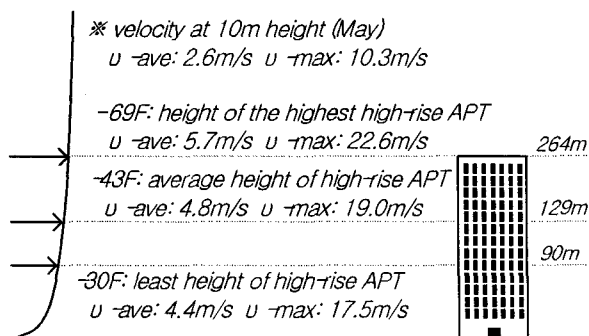 ※ velocity at 10m height (May)
υ -ave: 2.6m/s υ -max: 10.3m/s
-69F: height of the highest high-rise APT
υ -ave: 5.7m/s υ -max: 22.6m/s
264m
-43F: average height of high-rise APT
υ -ave: 4.8m/s υ -max: 19.0m/s
129m
90m
-30F: least height of high-rise APT
υ -ave: 4.4m/s υ -max: 17.5m/s